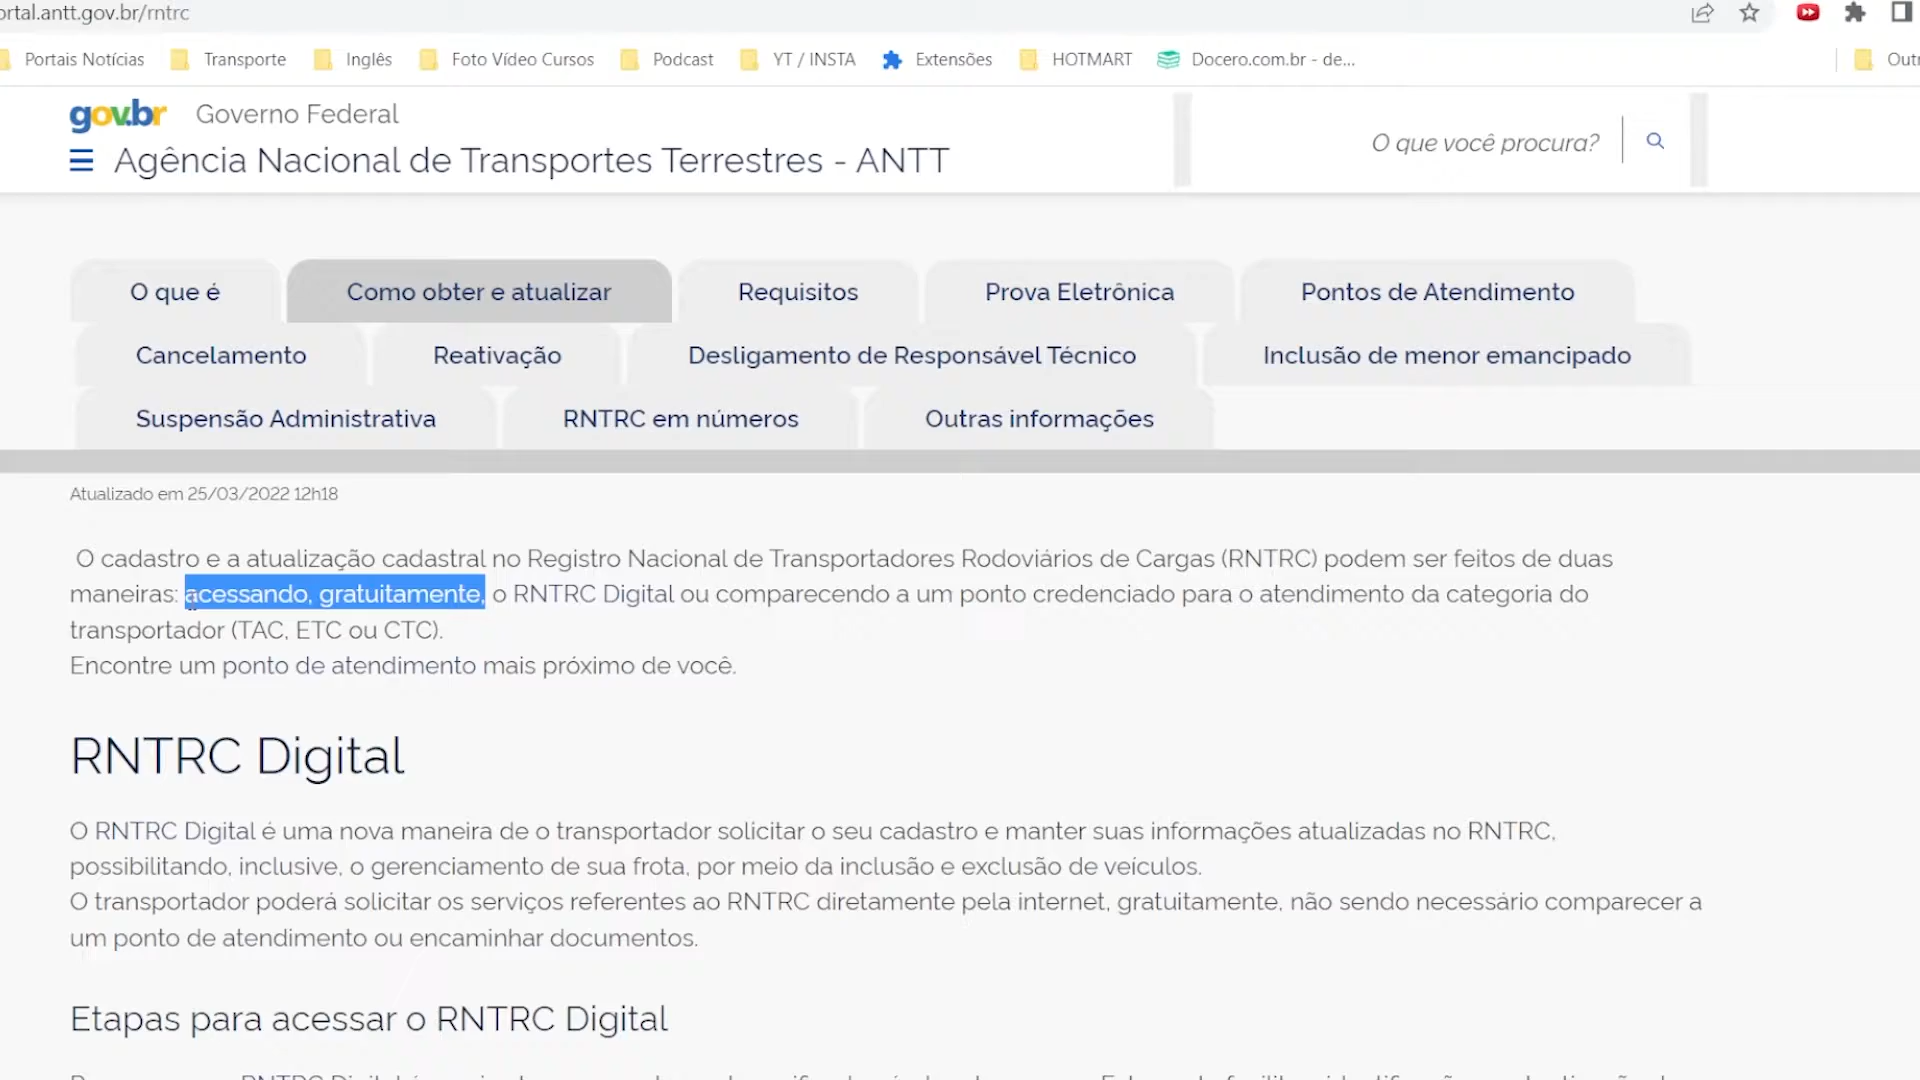 ortal.antt.gov.br/rntrc
Portais Notícias Transporte Inglês Foto Vídeo Cursos Podcast YT / INSTA Extensões HOTMART Docero.com.br - de... Outr
gov.br Governo Federal
Agência Nacional de Transportes Terrestres - ANTT
O que você procura?
O que é Como obter e atualizar Requisitos Prova Eletrônica Pontos de Atendimento
Cancelamento Reativação Desligamento de Responsável Técnico Inclusão de menor emancipado
Suspensão Administrativa RNTRC em números Outras informações
Atualizado em 25/03/2022 12h18
O cadastro e a atualização cadastral no Registro Nacional de Transportadores Rodoviários de Cargas (RNTRC) podem ser feitos de duas
maneiras: acessando, gratuitamente, o RNTRC Digital ou comparecendo a um ponto credenciado para o atendimento da categoria do
transportador (TAC, ETC ou CTC).
Encontre um ponto de atendimento mais próximo de você.
RNTRC Digital
O RNTRC Digital é uma nova maneira de o transportador solicitar o seu cadastro e manter suas informações atualizadas no RNTRC,
possibilitando, inclusive, o gerenciamento de sua frota, por meio da inclusão e exclusão de veículos.
O transportador poderá solicitar os serviços referentes ao RNTRC diretamente pela internet, gratuitamente, não sendo necessário comparecer a
um ponto de atendimento ou encaminhar documentos.
Etapas para acessar o RNTRC Digital